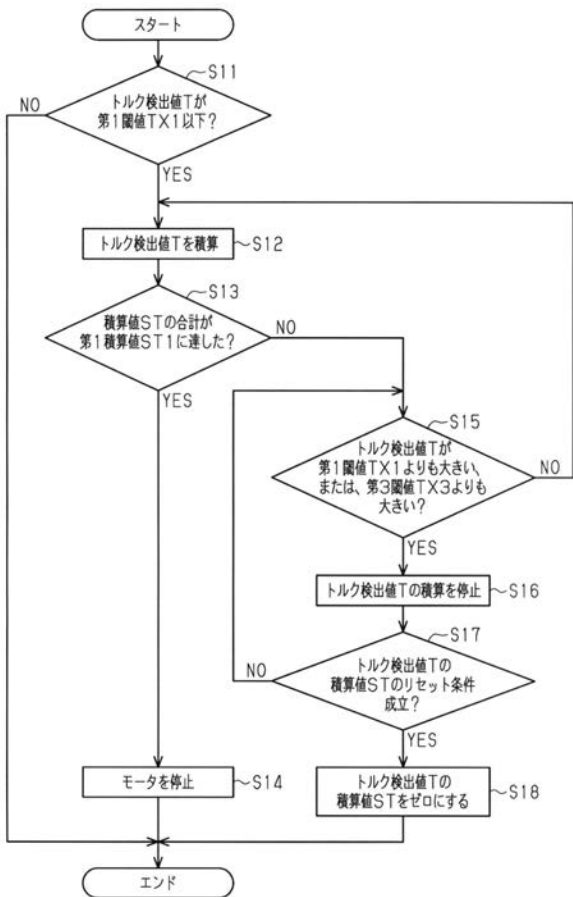 スタート
S11
トルク検出値Tが
第1閾値TX1以下?
NO
YES
トルク検出値Tを積算
S12
S13
積算値STの合計が
第1積算値ST1に達した?
NO
YES
S15
トルク検出値Tが
第1閾値TX1よりも大きい、
または、第3閾値TX3よりも
大きい?
NO
YES
トルク検出値Tの積算を停止
S16
S17
トルク検出値Tの
積算値STのリセット条件
成立?
NO
YES
モータを停止
S14
トルク検出値Tの
積算値STをゼロにする
S18
エンド